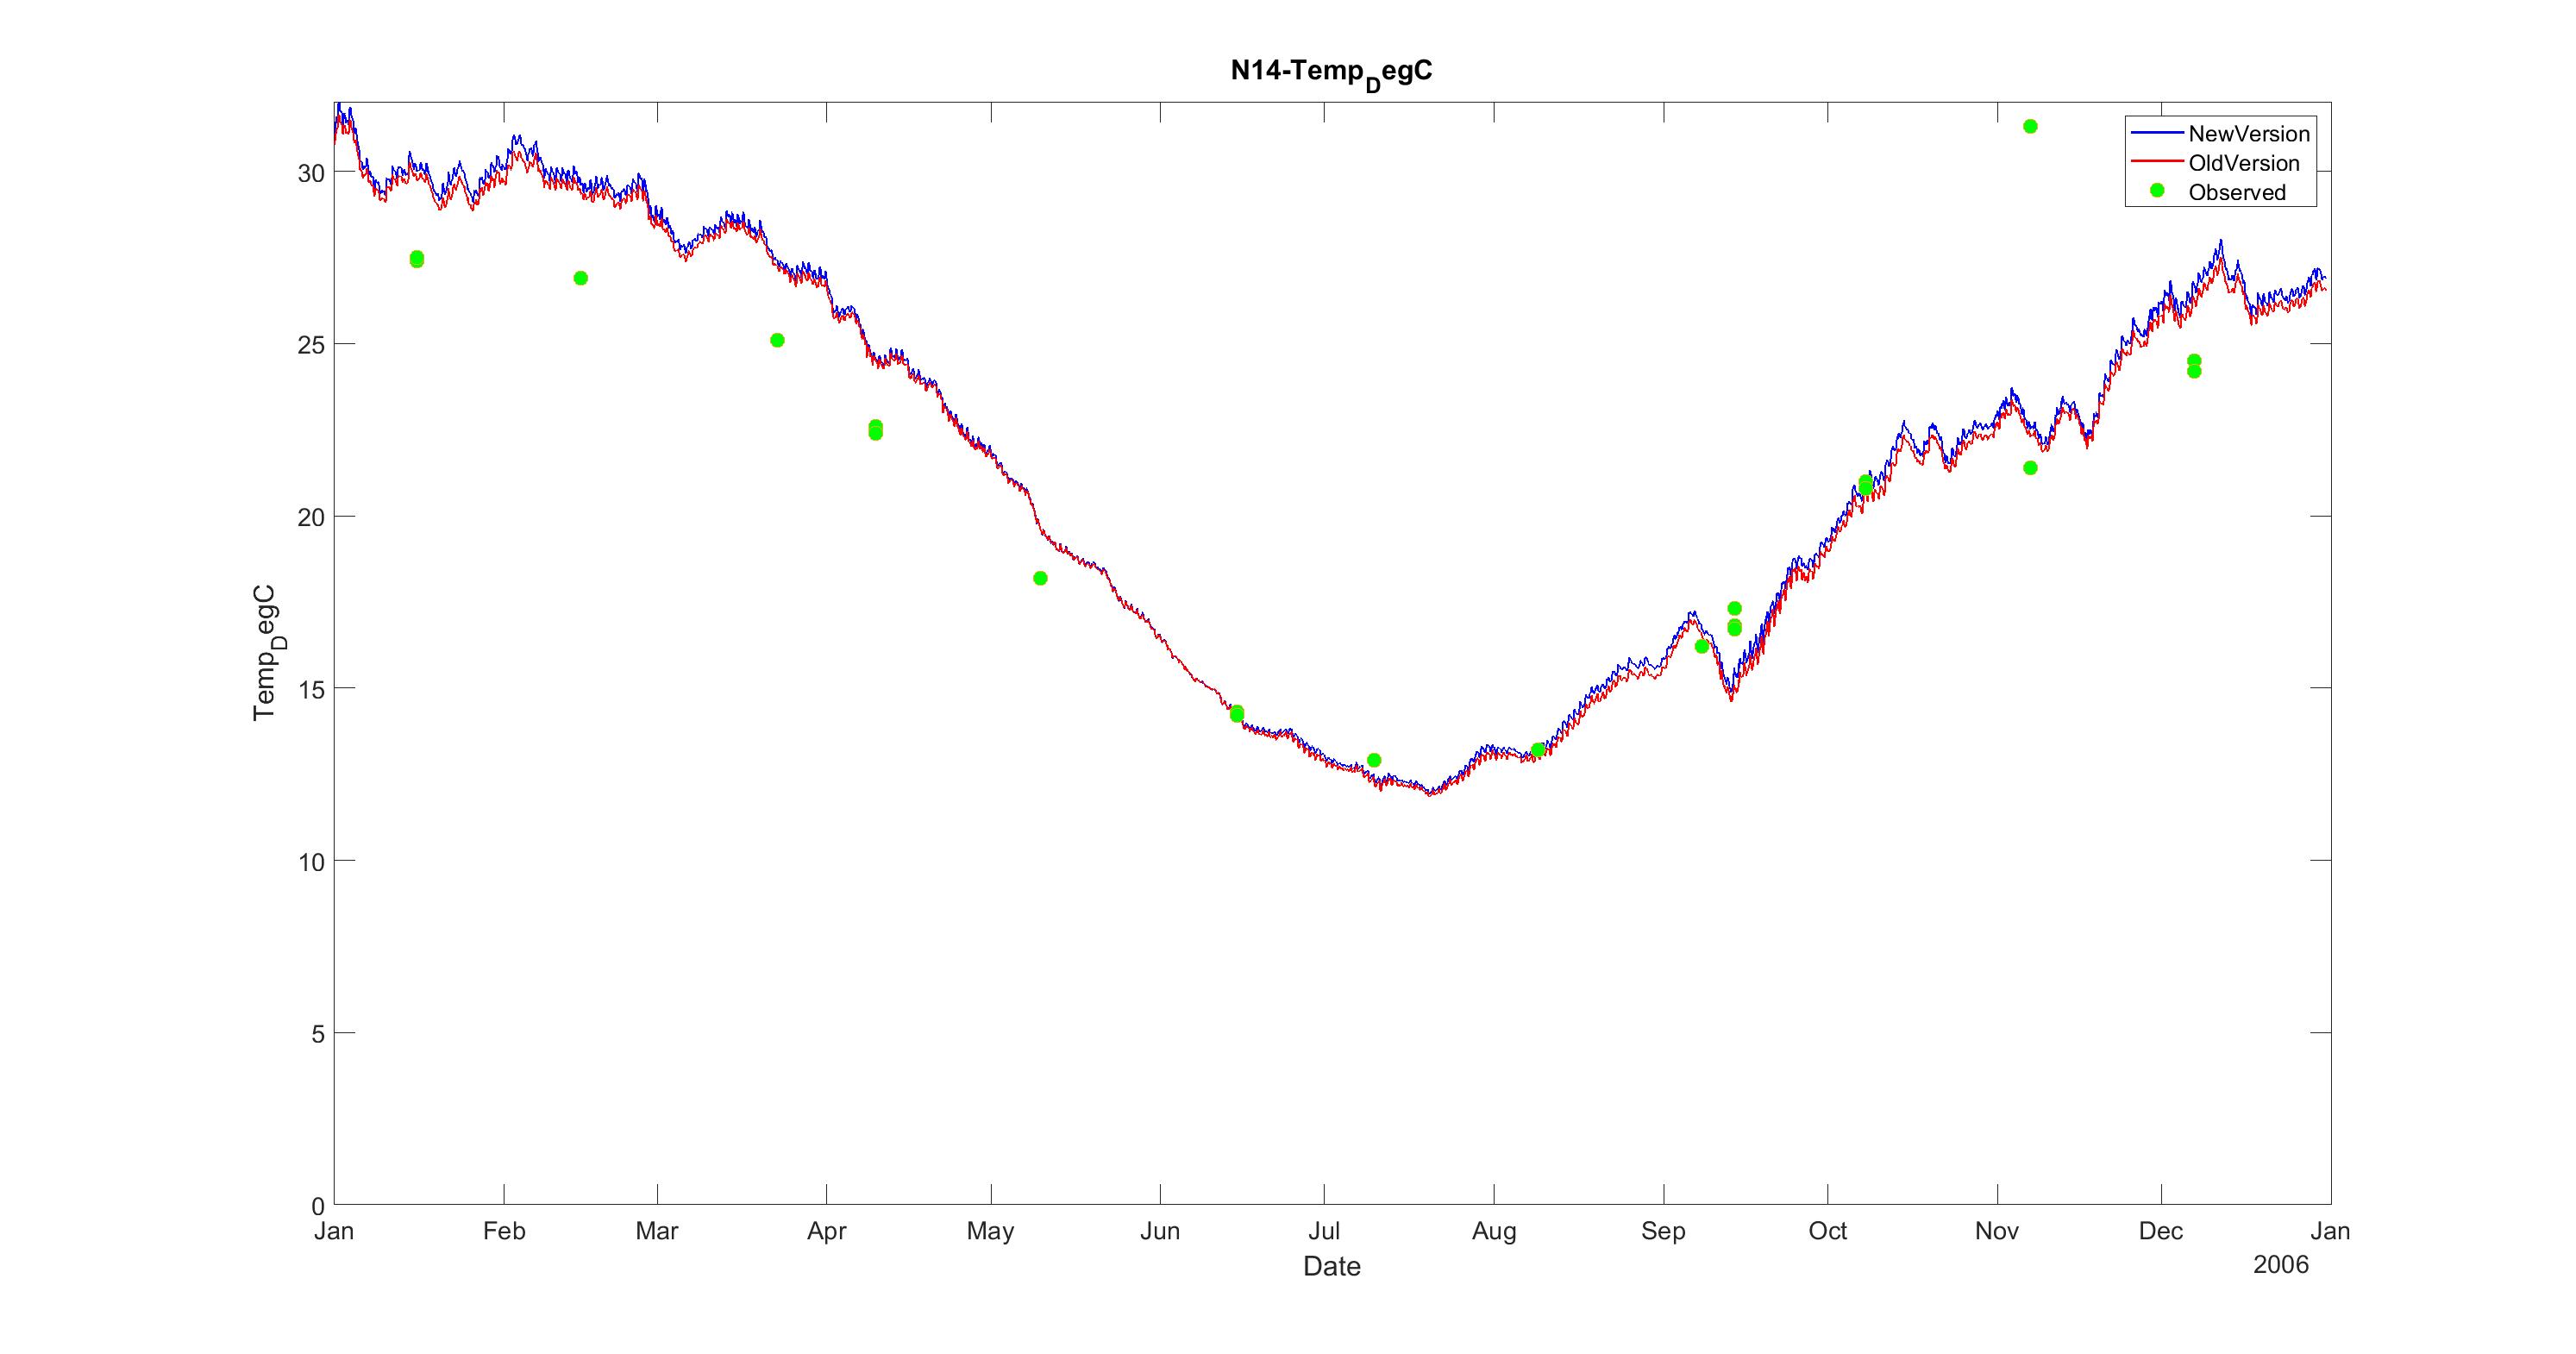 N14-Temp_DegC
NewVersion
OldVersion
Observed
30
25
20
15
10
5
0
Temp_DegC
Jan Feb Mar Apr May Jun Jul Aug Sep Oct Nov Dec Jan
Date
2006